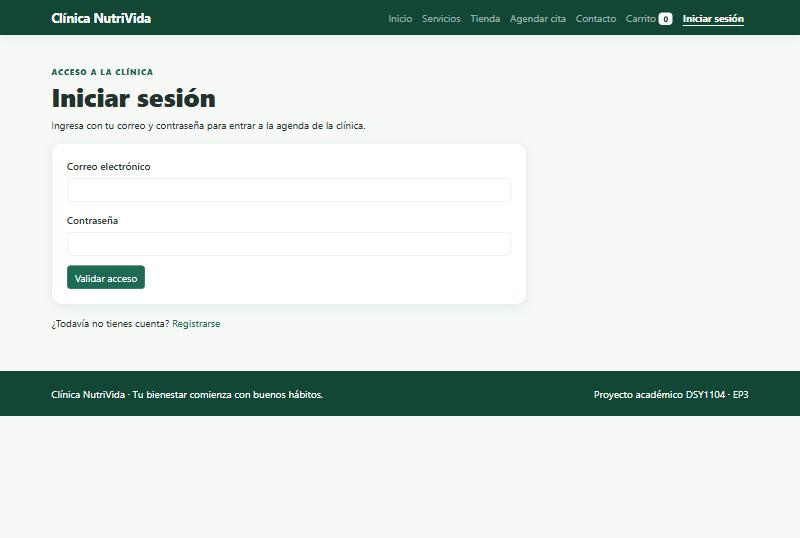 Clínica NutriVida
Inicio Servicios Tienda Agendar cita Contacto Carrito 0 Iniciar sesión
ACCESO A LA CLÍNICA
Iniciar sesión
Ingresa con tu correo y contraseña para entrar a la agenda de la clínica.
Correo electrónico
Contraseña
Validar acceso
¿Todavía no tienes cuenta? Registrarse
Clínica NutriVida · Tu bienestar comienza con buenos hábitos.
Proyecto académico DSY1104 · EP3